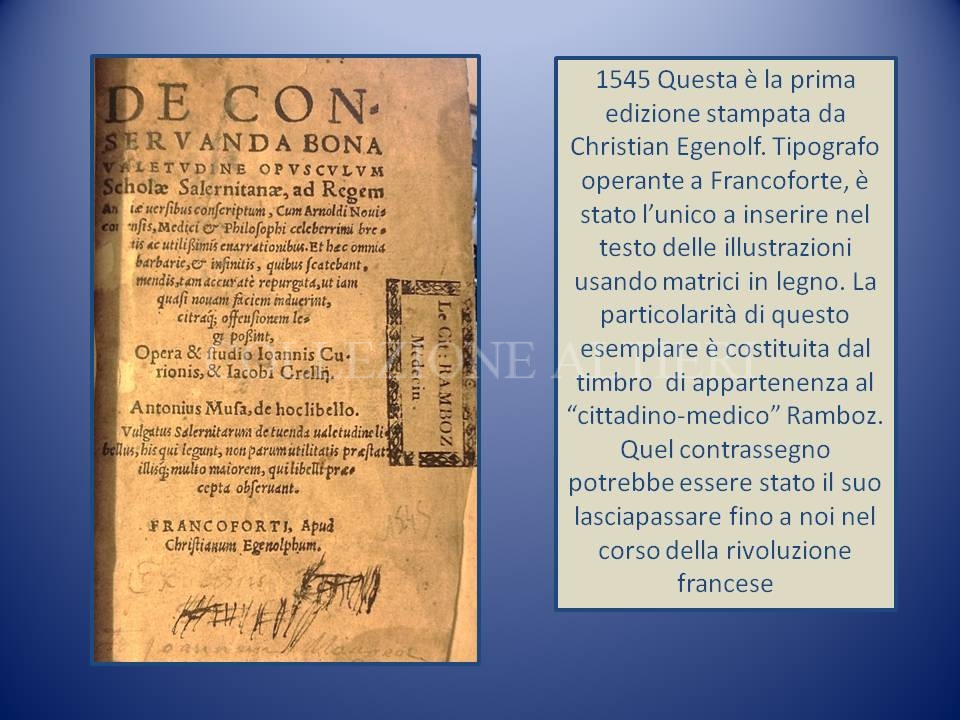 DE CON-
SERVANDA BONA
VALETVDINE OPVSCVLVM
Scholæ Salernitanæ, ad Regem
uersibus conscriptum, Cum Arnoldi Noui-
Medici & Philosophi celeberrimi bre
ac utilißimis enarrationibus. Et hæc omnia
barbarie, & infinitis, quibus scatebant,
mendis, tam accuratè repurgata, ut iam
quasi nouam faciem induerint,
citraq; offensionem le-
gi poßint,
Opera & studio Ioannis Cu-
rionis, & Iacobi Crellij.
Antonius Musa, de hoc libello.
Vulgatus Salernitarum de tuenda ualetudine li
bellus, his qui legunt, non parum utilitatis præstat:
illisq; multo maiorem, qui libelli præ-
cepta obseruant.
FRANCOFORTI, Apud
Christianum Egenolphum.
Le Cit: RAMBOZ
Médecin.
1545
COLLEZIONE ALTIERI
1545 Questa è la prima
edizione stampata da
Christian Egenolf. Tipografo
operante a Francoforte, è
stato l’unico a inserire nel
testo delle illustrazioni
usando matrici in legno. La
particolarità di questo
esemplare è costituita dal
timbro di appartenenza al
“cittadino-medico” Ramboz.
Quel contrassegno
potrebbe essere stato il suo
lasciapassare fino a noi nel
corso della rivoluzione
francese